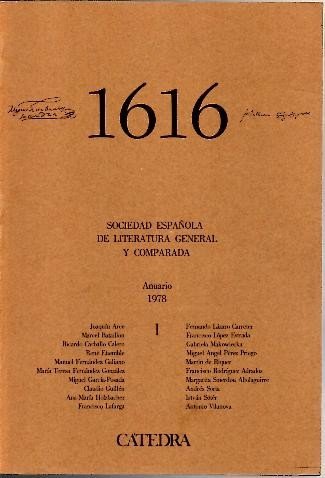 1616
SOCIEDAD ESPAÑOLA
DE LITERATURA GENERAL
Y COMPARADA
Anuario
1978
1
Joaquín Arce
Marcel Bataillon
Ricardo Carballo Calero
René Etiemble
Manuel Fernández Galiano
María Teresa Fernández González
Miguel García-Posada
Claudio Guillén
Ana María Holzbacher
Francisco Lafarga
Fernando Lázaro Carreter
Francisco López Estrada
Gabriela Makowiecka
Miguel Angel Pérez Priego
Martín de Riquer
Francisco Rodríguez Adrados
Margarita Smerdou Altolaguirre
Andrés Soria
István Sötér
Antonio Vilanova
CÁTEDRA